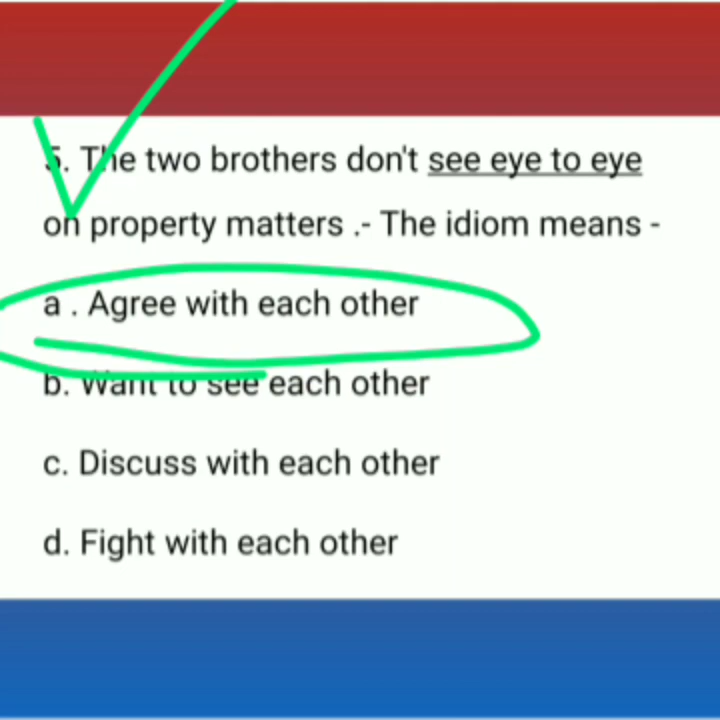 5. The two brothers don't see eye to eye
on property matters .- The idiom means -
a . Agree with each other
b. Want to see each other
c. Discuss with each other
d. Fight with each other